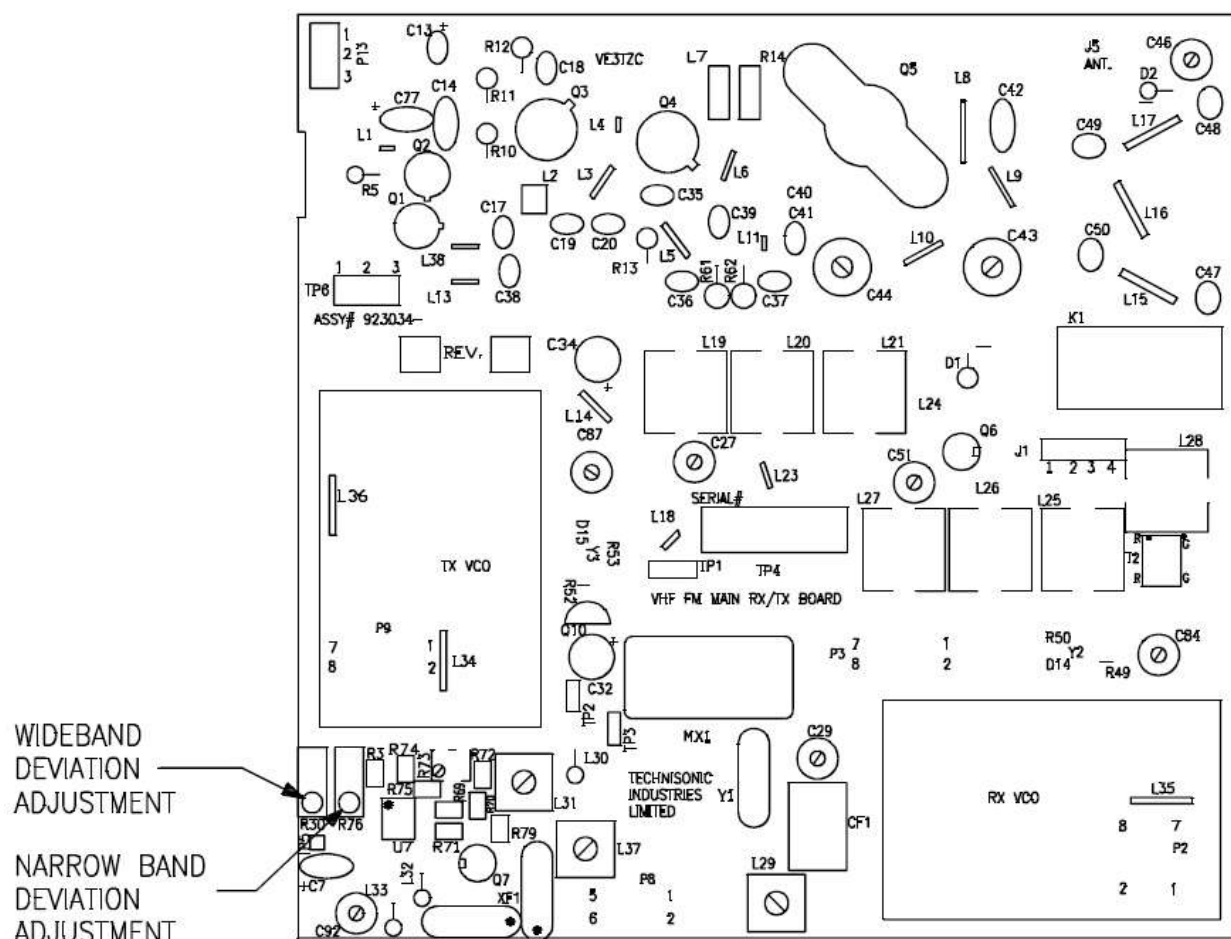 C13 +
R12
C18
VE3TZC
L7
R14
J5
ANT.
C46
P13
1
2
3
R11
Q3
Q5
L8
C42
D2
C77
C14
+
L4
Q4
L17
C48
L1
R10
C49
Q2
L2
L3
L6
L9
R5
C35
L16
Q1
C17
C39
C40
C41
C50
C19
C20
L11
L10
C43
L38
R13
L5
R61
R62
C47
1 2 3
TP6
L13
C38
C36
C37
C44
L15
ASSY# 923034-
K1
REV.
C34
+
L19
L20
L21
D1
L14
L24
C87
C27
Q6
J1
L28
C51
1 2 3 4
L36
L23
SERIAL#
L27
L26
L25
L18
D15
Y3
R53
TX VCO
TP1
TP4
T2
R
G
R G
VHF FM MAIN RX/TX BOARD
R52
Q10
+
P9
7
8
1
2
L34
P3
7
8
1
2
R50
Y2
D14
R49
C84
C32
TP2
TP3
MX1
C29
WIDEBAND
DEVIATION
ADJUSTMENT
R3
R74
R73
R72
L30
TECHNISONIC
INDUSTRIES
LIMITED
Y1
R75
R69
R70
L31
RX VCO
L35
R30
R76
CF1
8 7
P2
U7
R71
R79
L37
NARROW BAND
DEVIATION
ADJUSTMENT
+
C7
L33
L32
Q7
XF1
P8
L29
5 1
6 2
2 1
C92